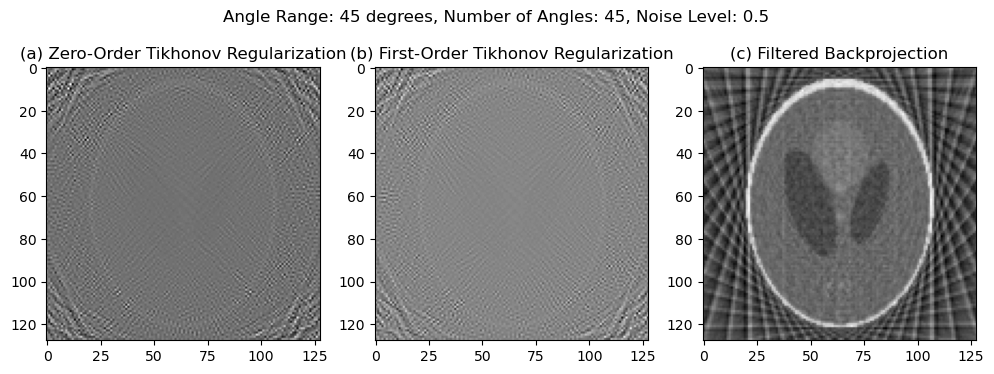 Angle Range: 45 degrees, Number of Angles: 45, Noise Level: 0.5
(a) Zero-Order Tikhonov Regularization (b) First-Order Tikhonov Regularization (c) Filtered Backprojection
0 0 0
20 20 20
40 40 40
60 60 60
80 80 80
100 100 100
120 120 120
0 25 50 75 100 125 0 25 50 75 100 125 0 25 50 75 100 125